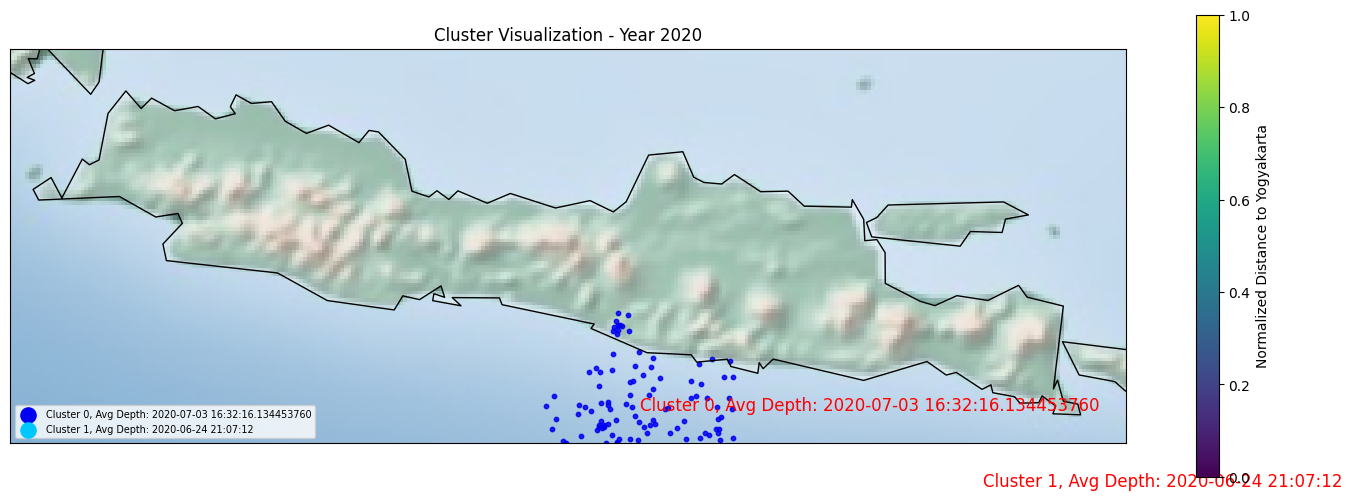 Cluster Visualization - Year 2020
1.0
0.8
0.6
0.4
0.2
0.0
Normalized Distance to Yogyakarta
Cluster 0, Avg Depth: 2020-07-03 16:32:16.134453760
Cluster 0, Avg Depth: 2020-07-03 16:32:16.134453760
Cluster 1, Avg Depth: 2020-06-24 21:07:12
Cluster 1, Avg Depth: 2020-06-24 21:07:12